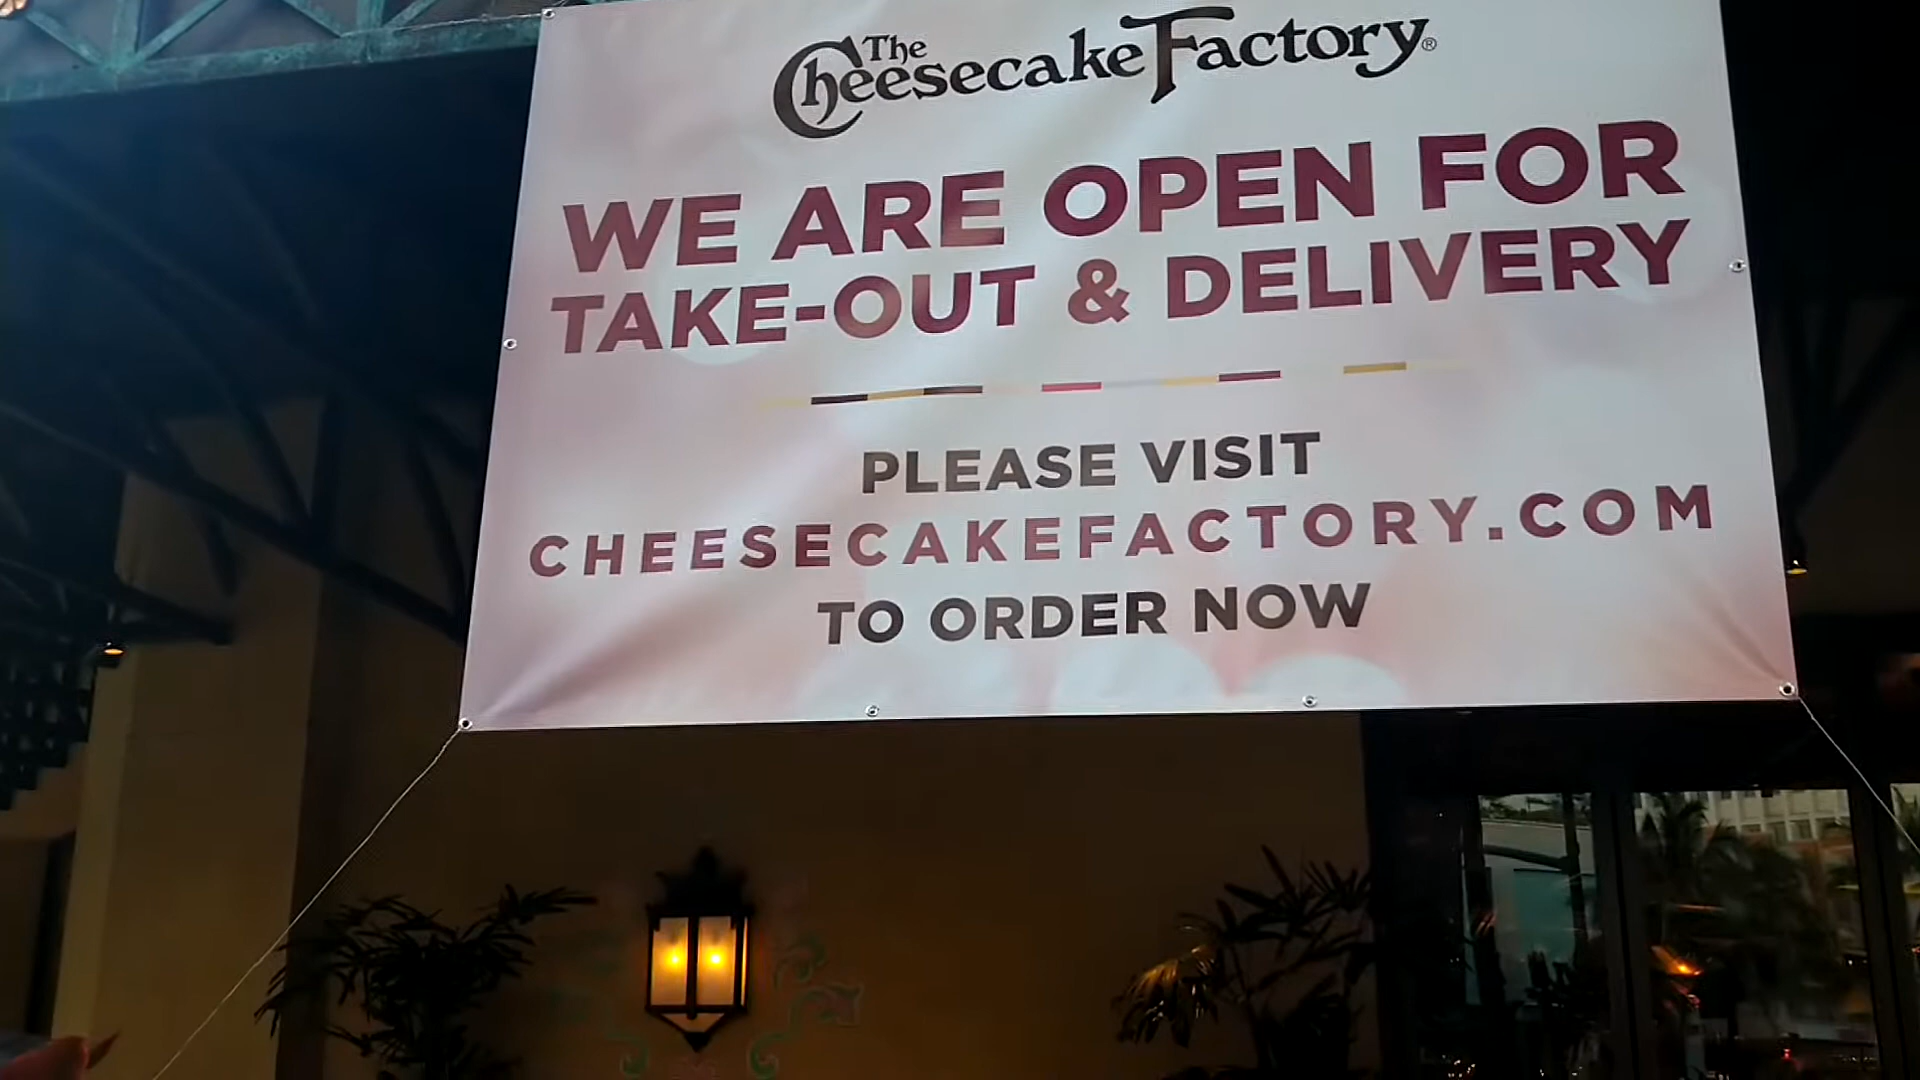 The Cheesecake Factory®
WE ARE OPEN FOR
TAKE-OUT & DELIVERY
PLEASE VISIT
CHEESECAKEFACTORY.COM
TO ORDER NOW